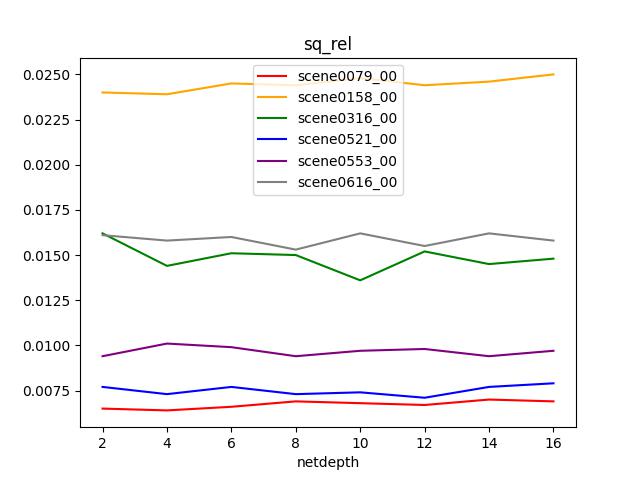 sq_rel
0.0250
0.0225
0.0200
0.0175
0.0150
0.0125
0.0100
0.0075
scene0079_00
scene0158_00
scene0316_00
scene0521_00
scene0553_00
scene0616_00
2 4 6 8 10 12 14 16
netdepth